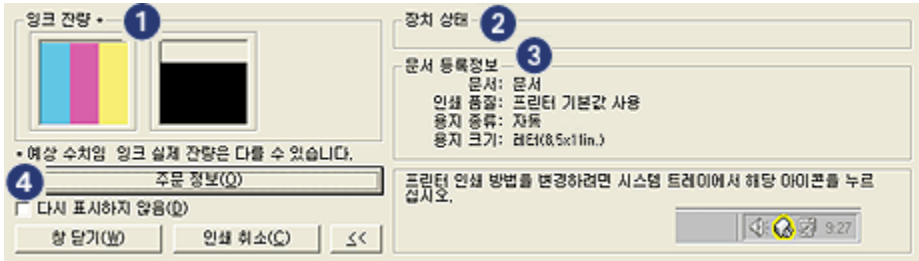 잉크 잔량 *
1
예상 수치임 잉크 실제 잔량은 다를 수 있습니다.
4
주문 정보(O)
다시 표시하지 않음(D)
창 닫기(W)
인쇄 취소(C)
<<
장치 상태
2
문서 등록정보
3
문서: 문서
인쇄 품질: 프린터 기본값 사용
용지 종류: 자동
용지 크기: 레터(8,5x11in.)
프린터 인쇄 방법을 변경하려면 시스템 트레이에서 해당 아이콘을 누르
십시오.
9:27